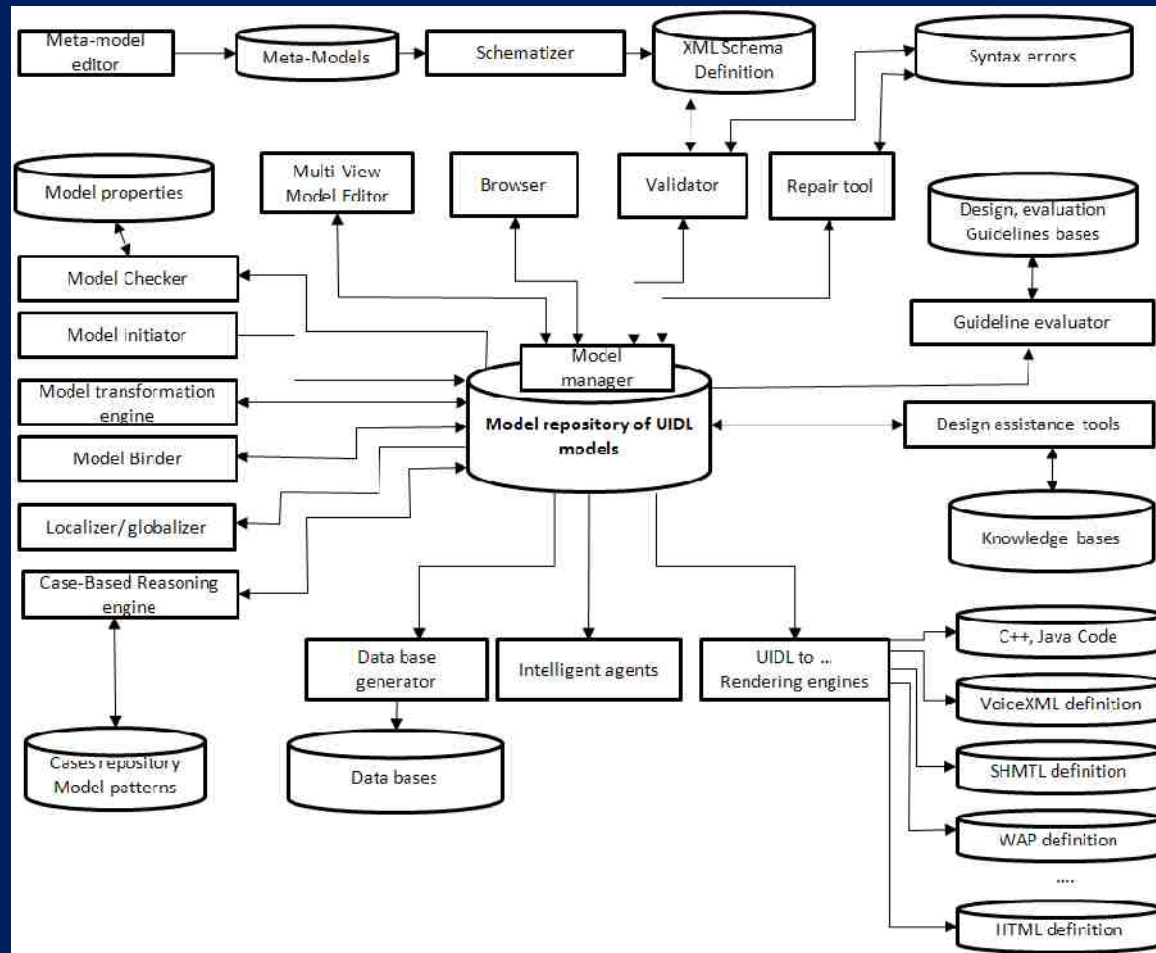 Meta-model
editor
Meta-Models
Schematizer
XML Schema
Definition
Syntax errors
Model properties
Multi View
Model Editor
Browser
Validator
Repair tool
Design, evaluation
Guidelines bases
Model Checker
Model initiator
Guideline evaluator
Model
manager
Model transformation
engine
Model repository of UIDL
models
Design assistance tools
Model Binder
Localizer/globalizer
Knowledge bases
Case-Based Reasoning
engine
C++, Java Code
Data base
generator
Intelligent agents
UIDL to ...
Rendering engines
VoiceXML definition
Cases repository
Model patterns
Data bases
SHMTL definition
WAP definition
....
HTML definition